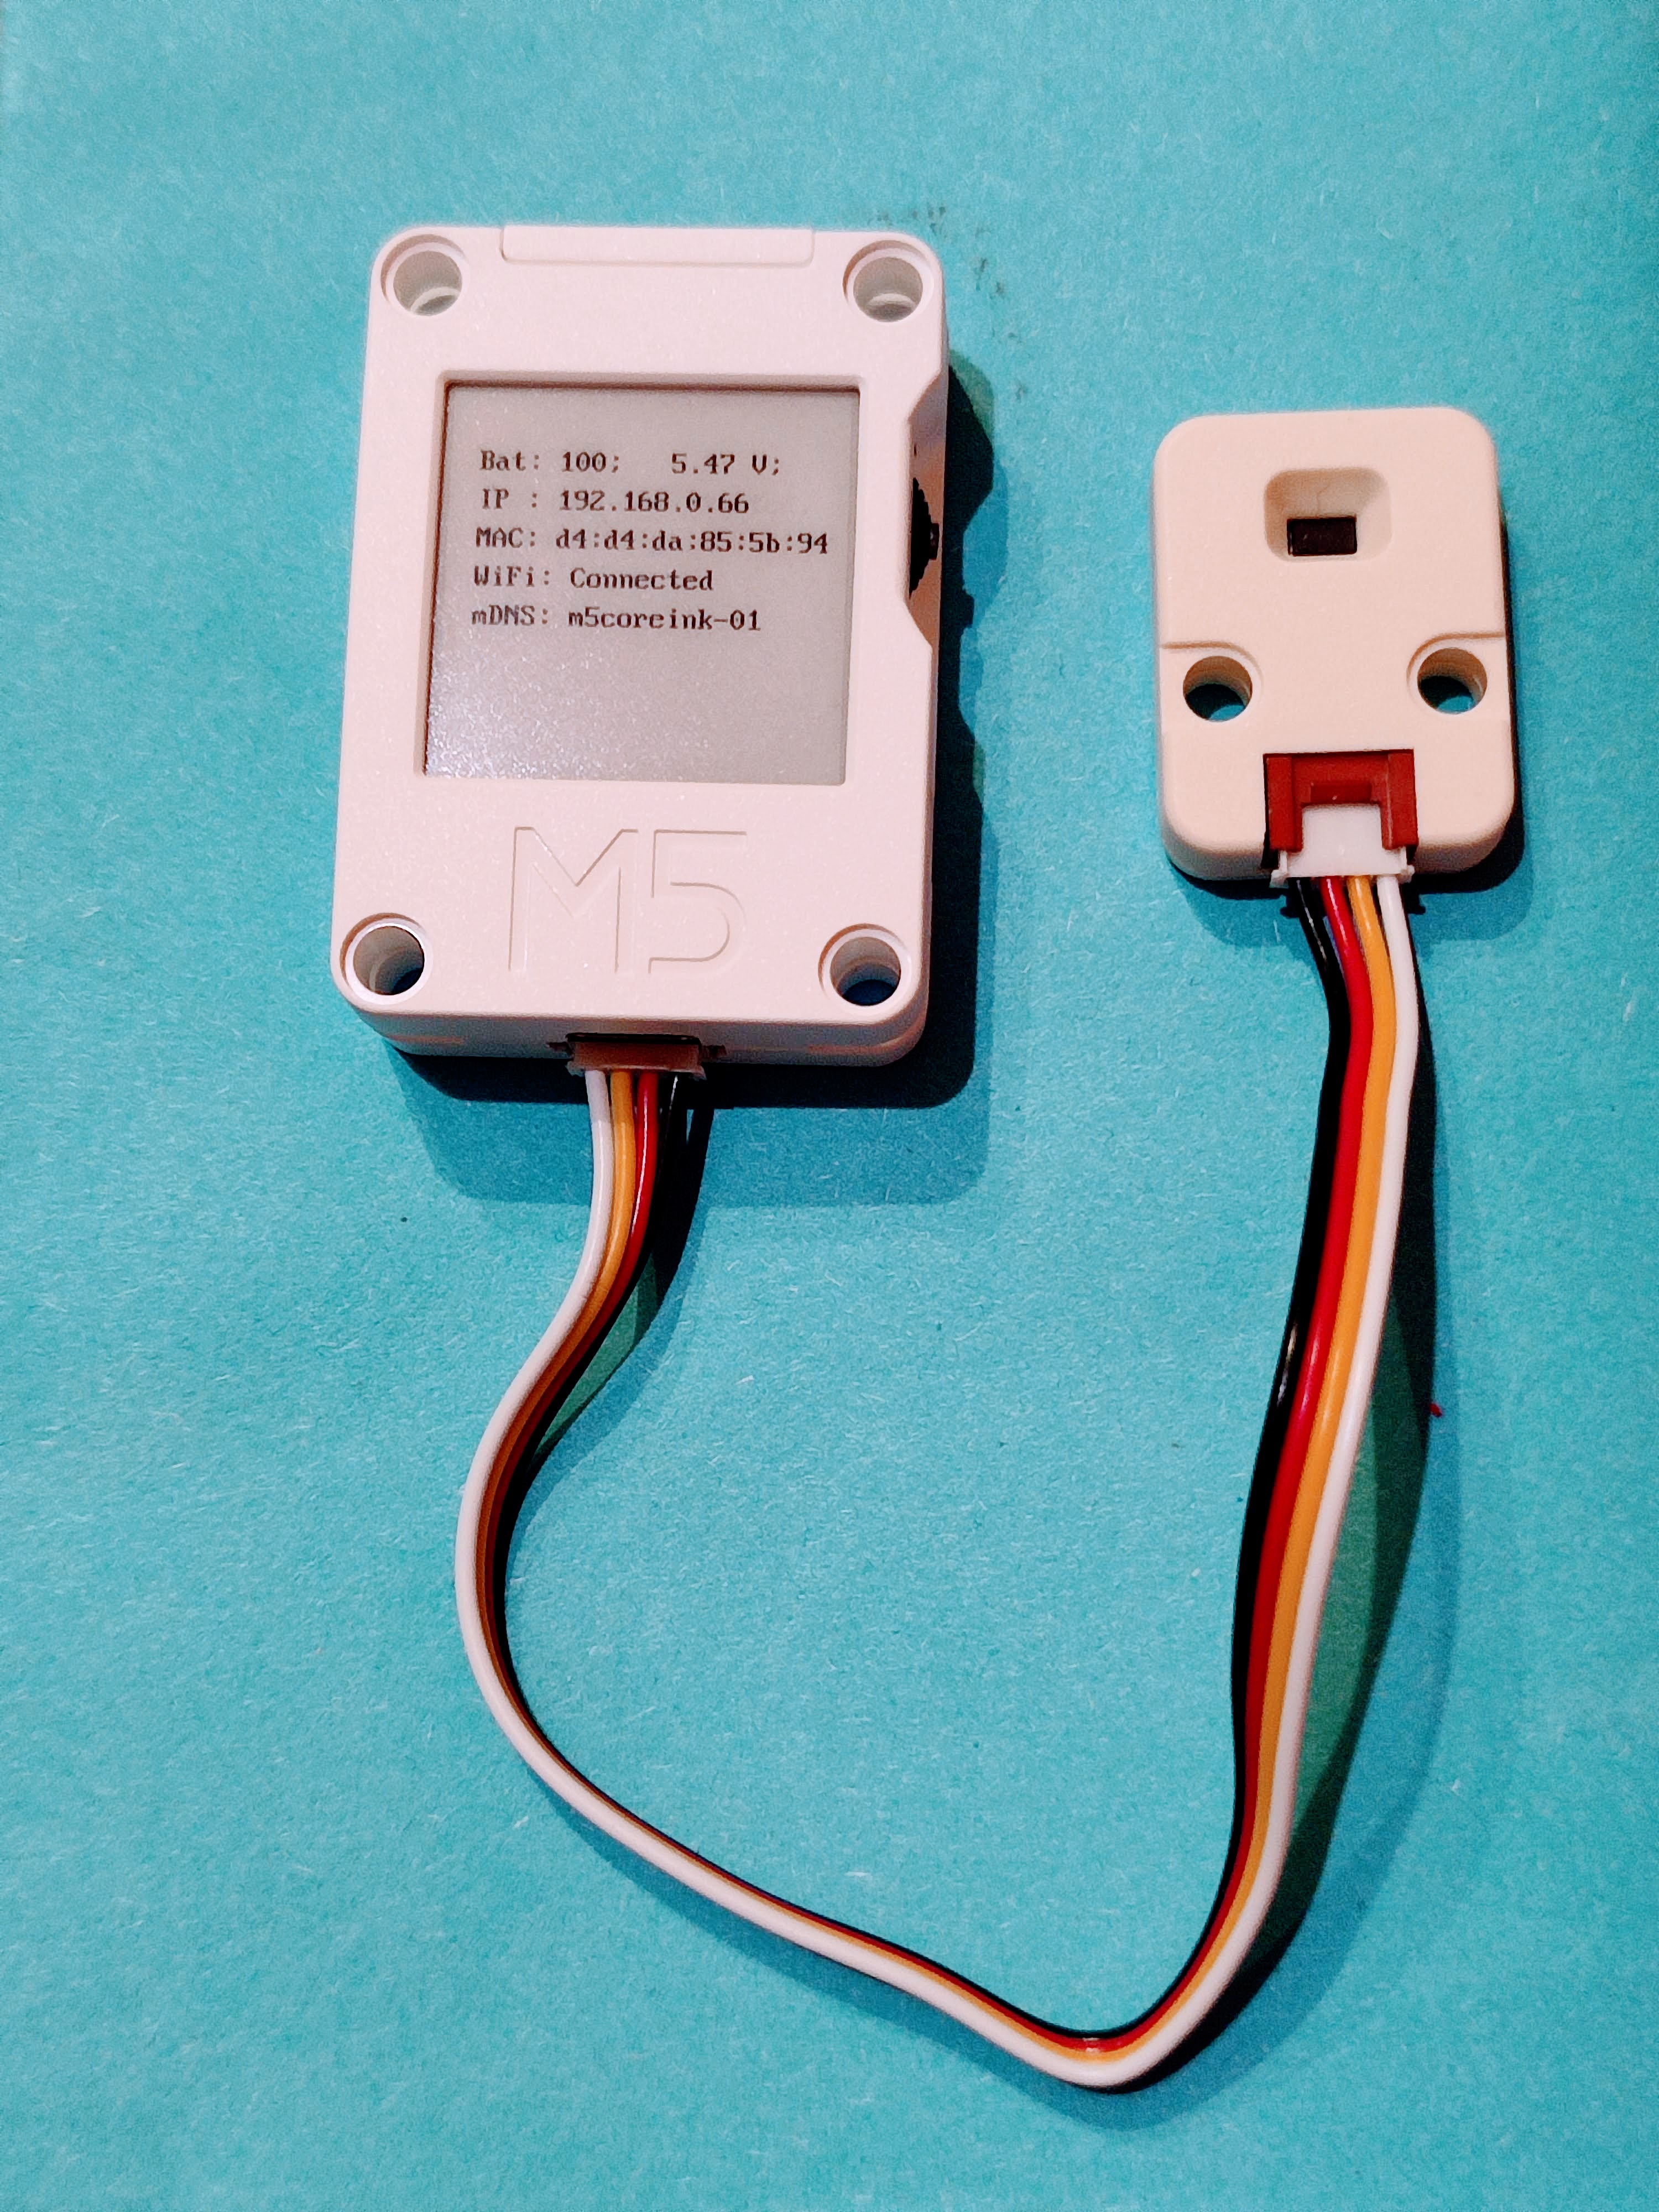 Bat: 100;   5.47 V;
IP : 192.168.0.66
MAC: d4:d4:da:85:5b:94
WiFi: Connected
mDNS: m5coreink-01
M5